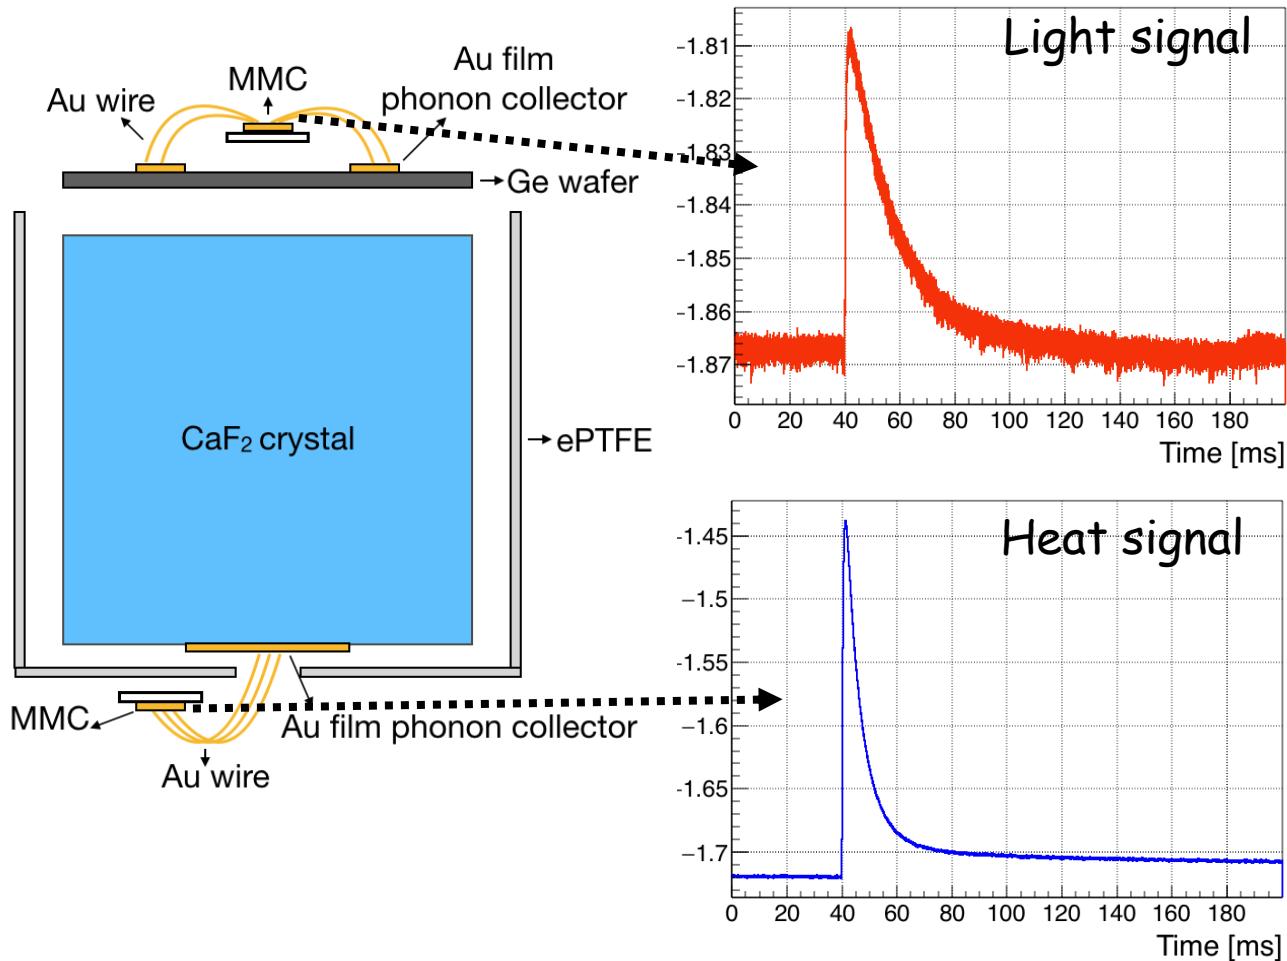 MMC
Au film
phonon collector
Au wire
Ge wafer
CaF₂ crystal
ePTFE
MMC
Au film phonon collector
Au wire
Light signal
−1.81
−1.82
−1.83
−1.84
−1.85
−1.86
−1.87
0 20 40 60 80 100 120 140 160 180
Time [ms]
Heat signal
-1.45
−1.5
-1.55
−1.6
-1.65
−1.7
0 20 40 60 80 100 120 140 160 180
Time [ms]